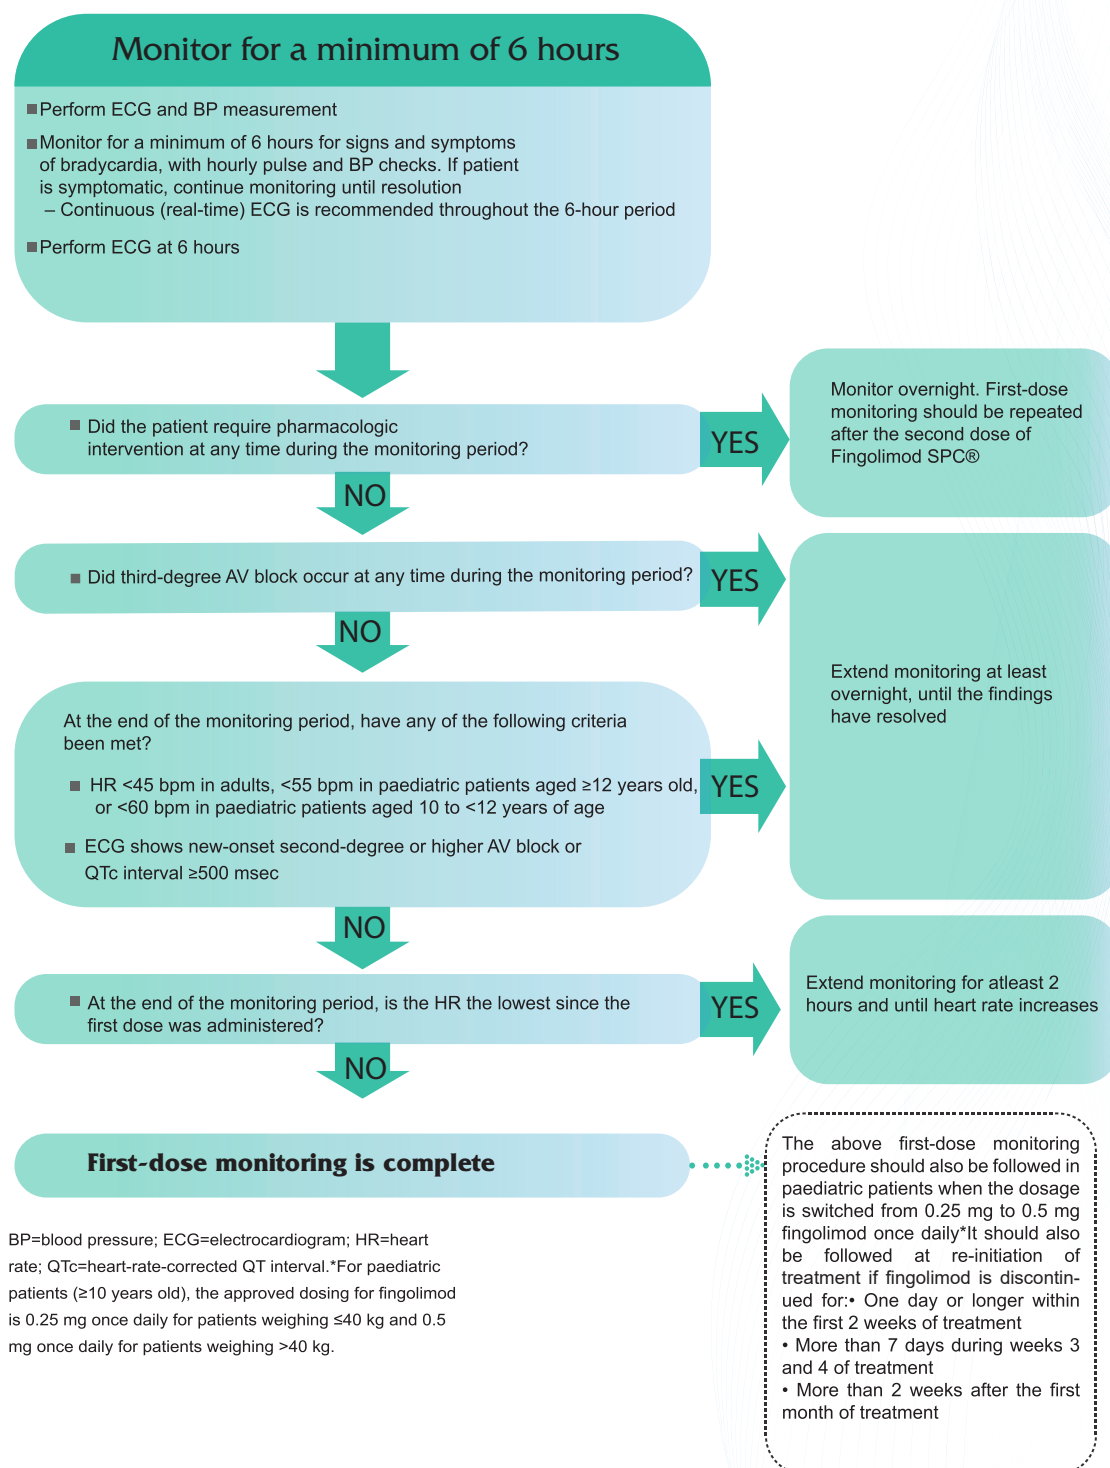 Monitor for a minimum of 6 hours
■Perform ECG and BP measurement
■Monitor for a minimum of 6 hours for signs and symptoms
of bradycardia, with hourly pulse and BP checks. If patient
is symptomatic, continue monitoring until resolution
– Continuous (real-time) ECG is recommended throughout the 6-hour period
■Perform ECG at 6 hours
■ Did the patient require pharmacologic
intervention at any time during the monitoring period?
YES
Monitor overnight. First-dose
monitoring should be repeated
after the second dose of
Fingolimod SPC®
NO
■ Did third-degree AV block occur at any time during the monitoring period?
YES
NO
At the end of the monitoring period, have any of the following criteria
been met?
■ HR <45 bpm in adults, <55 bpm in paediatric patients aged ≥12 years old,
or <60 bpm in paediatric patients aged 10 to <12 years of age
■ ECG shows new-onset second-degree or higher AV block or
QTc interval ≥500 msec
YES
Extend monitoring at least
overnight, until the findings
have resolved
NO
■ At the end of the monitoring period, is the HR the lowest since the
first dose was administered?
YES
Extend monitoring for atleast 2
hours and until heart rate increases
NO
First-dose monitoring is complete
The above first-dose monitoring
procedure should also be followed in
paediatric patients when the dosage
is switched from 0.25 mg to 0.5 mg
fingolimod once daily*It should also
be followed at re-initiation of
treatment if fingolimod is discontin-
ued for:• One day or longer within
the first 2 weeks of treatment
• More than 7 days during weeks 3
and 4 of treatment
• More than 2 weeks after the first
month of treatment
BP=blood pressure; ECG=electrocardiogram; HR=heart
rate; QTc=heart-rate-corrected QT interval.*For paediatric
patients (≥10 years old), the approved dosing for fingolimod
is 0.25 mg once daily for patients weighing ≤40 kg and 0.5
mg once daily for patients weighing >40 kg.